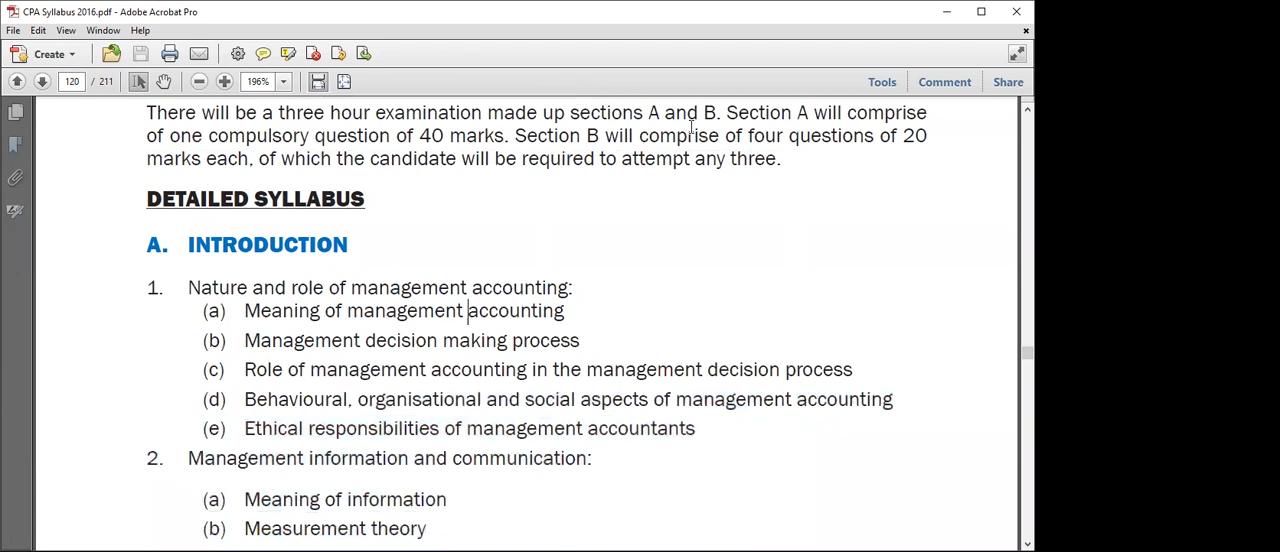 CPA Syllabus 2016.pdf - Adobe Acrobat Pro
File Edit View Window Help
Create
120 / 211 196% Tools Comment Share
There will be a three hour examination made up sections A and B. Section A will comprise
of one compulsory question of 40 marks. Section B will comprise of four questions of 20
marks each, of which the candidate will be required to attempt any three.
DETAILED SYLLABUS
A. INTRODUCTION
1. Nature and role of management accounting:
(a) Meaning of management accounting
(b) Management decision making process
(c) Role of management accounting in the management decision process
(d) Behavioural, organisational and social aspects of management accounting
(e) Ethical responsibilities of management accountants
2. Management information and communication:
(a) Meaning of information
(b) Measurement theory